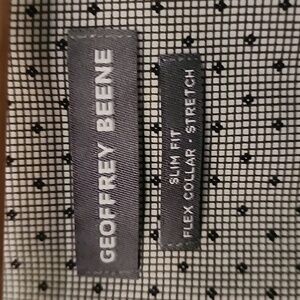 GEOFFREY BEENE
SLIM FIT
FLEX COLLAR · STRETCH